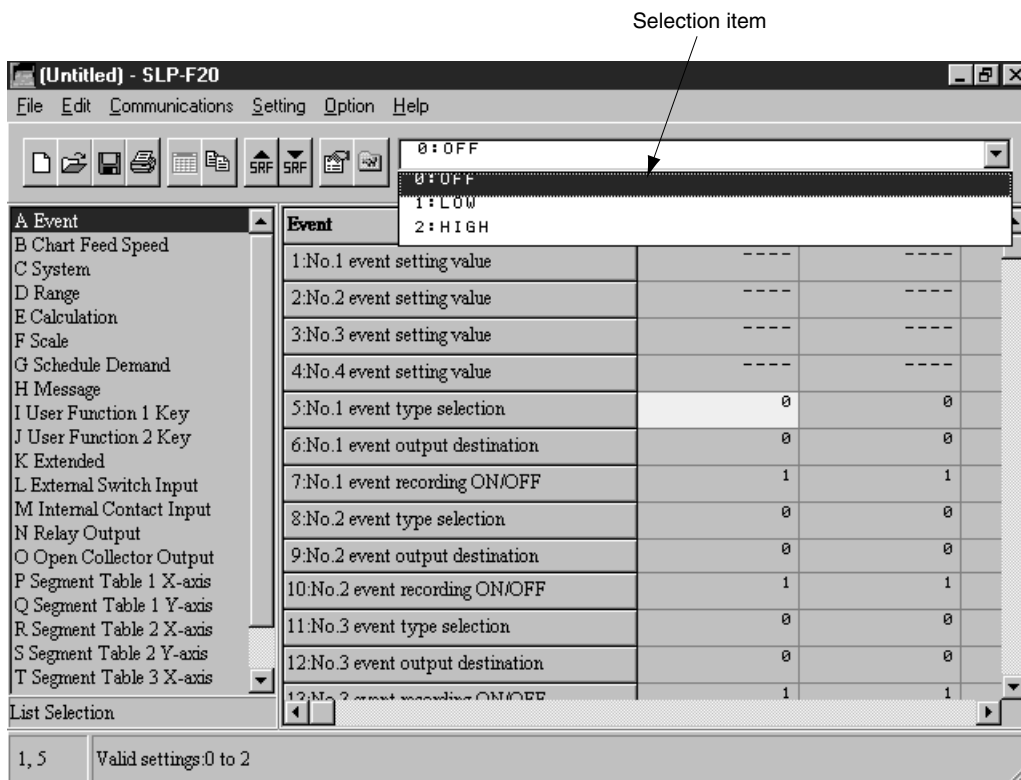 Selection item
(Untitled) - SLP-F20
File Edit Communications Setting Option Help
SRF SRF
0:OFF
0:OFF
1:LOW
2:HIGH
A Event
B Chart Feed Speed
C System
D Range
E Calculation
F Scale
G Schedule Demand
H Message
I User Function 1 Key
J User Function 2 Key
K Extended
L External Switch Input
M Internal Contact Input
N Relay Output
O Open Collector Output
P Segment Table 1 X-axis
Q Segment Table 1 Y-axis
R Segment Table 2 X-axis
S Segment Table 2 Y-axis
T Segment Table 3 X-axis
List Selection
Event
1:No.1 event setting value ---- ----
2:No.2 event setting value ---- ----
3:No.3 event setting value ---- ----
4:No.4 event setting value ---- ----
5:No.1 event type selection 0 0
6:No.1 event output destination 0 0
7:No.1 event recording ON/OFF 1 1
8:No.2 event type selection 0 0
9:No.2 event output destination 0 0
10:No.2 event recording ON/OFF 1 1
11:No.3 event type selection 0 0
12:No.3 event output destination 0 0
13:No.3 event recording ON/OFF 1 1
1, 5 Valid settings:0 to 2